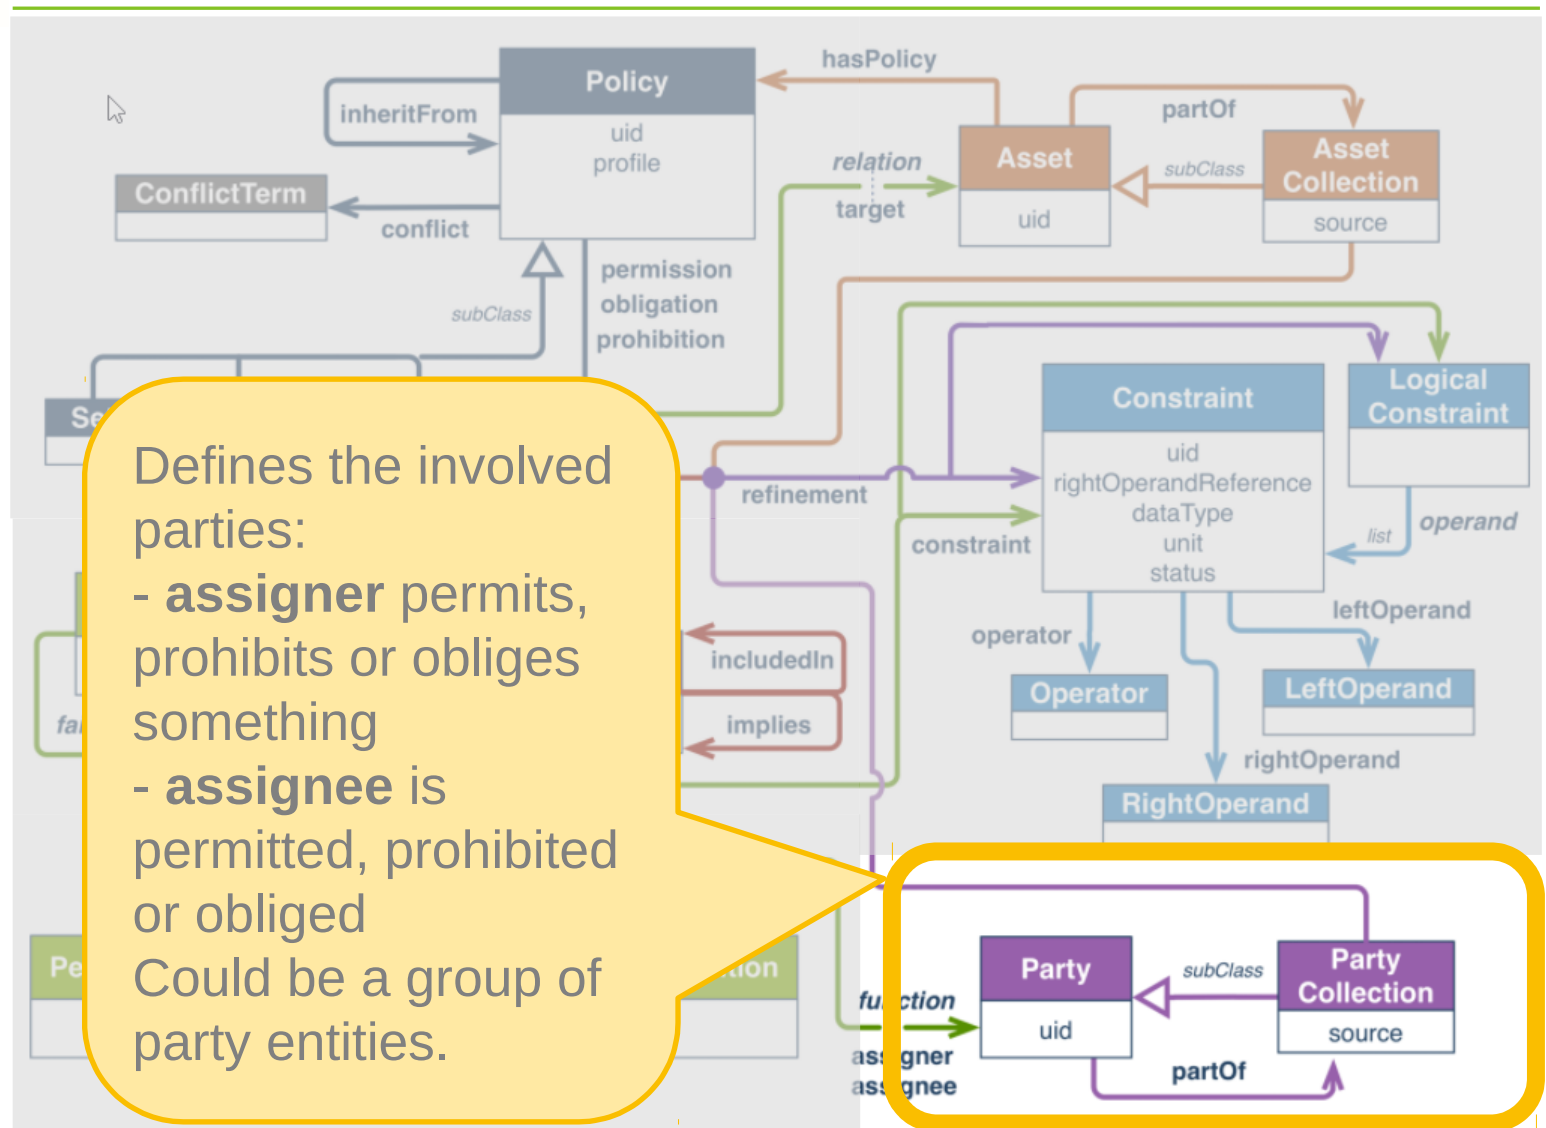 hasPolicy
Policy
partOf
inheritFrom
uid
profile
relation
Asset
Asset
Collection
subClass
ConflictTerm
target
uid
source
conflict
permission
obligation
prohibition
subClass
Constraint
Logical
Constraint
uid
rightOperandReference
dataType
unit
status
refinement
constraint
operand
list
leftOperand
operator
includedIn
implies
Operator
LeftOperand
rightOperand
RightOperand
Defines the involved
parties:
- assigner permits,
prohibits or obliges
something
- assignee is
permitted, prohibited
or obliged
Could be a group of
party entities.
Party
subClass
Party
Collection
function
uid
source
assigner
assignee
partOf